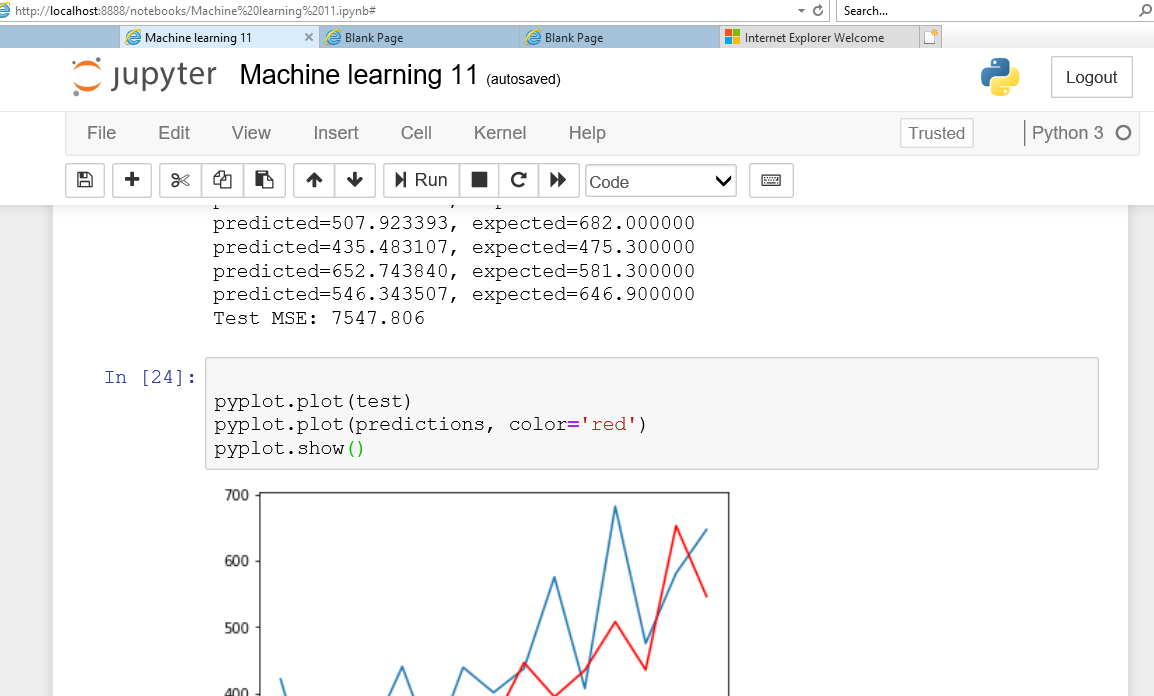 http://localhost:8888/notebooks/Machine%20learning%2011.ipynb#
Search...
Machine learning 11
Blank Page
Blank Page
Internet Explorer Welcome
jupyter
Machine learning 11 (autosaved)
Logout
File Edit View Insert Cell Kernel Help
Trusted
Python 3
Run
Code
predicted=507.923393, expected=682.000000
predicted=435.483107, expected=475.300000
predicted=652.743840, expected=581.300000
predicted=546.343507, expected=646.900000
Test MSE: 7547.806
In [24]:
pyplot.plot(test)
pyplot.plot(predictions, color='red')
pyplot.show()
700
600
500
400